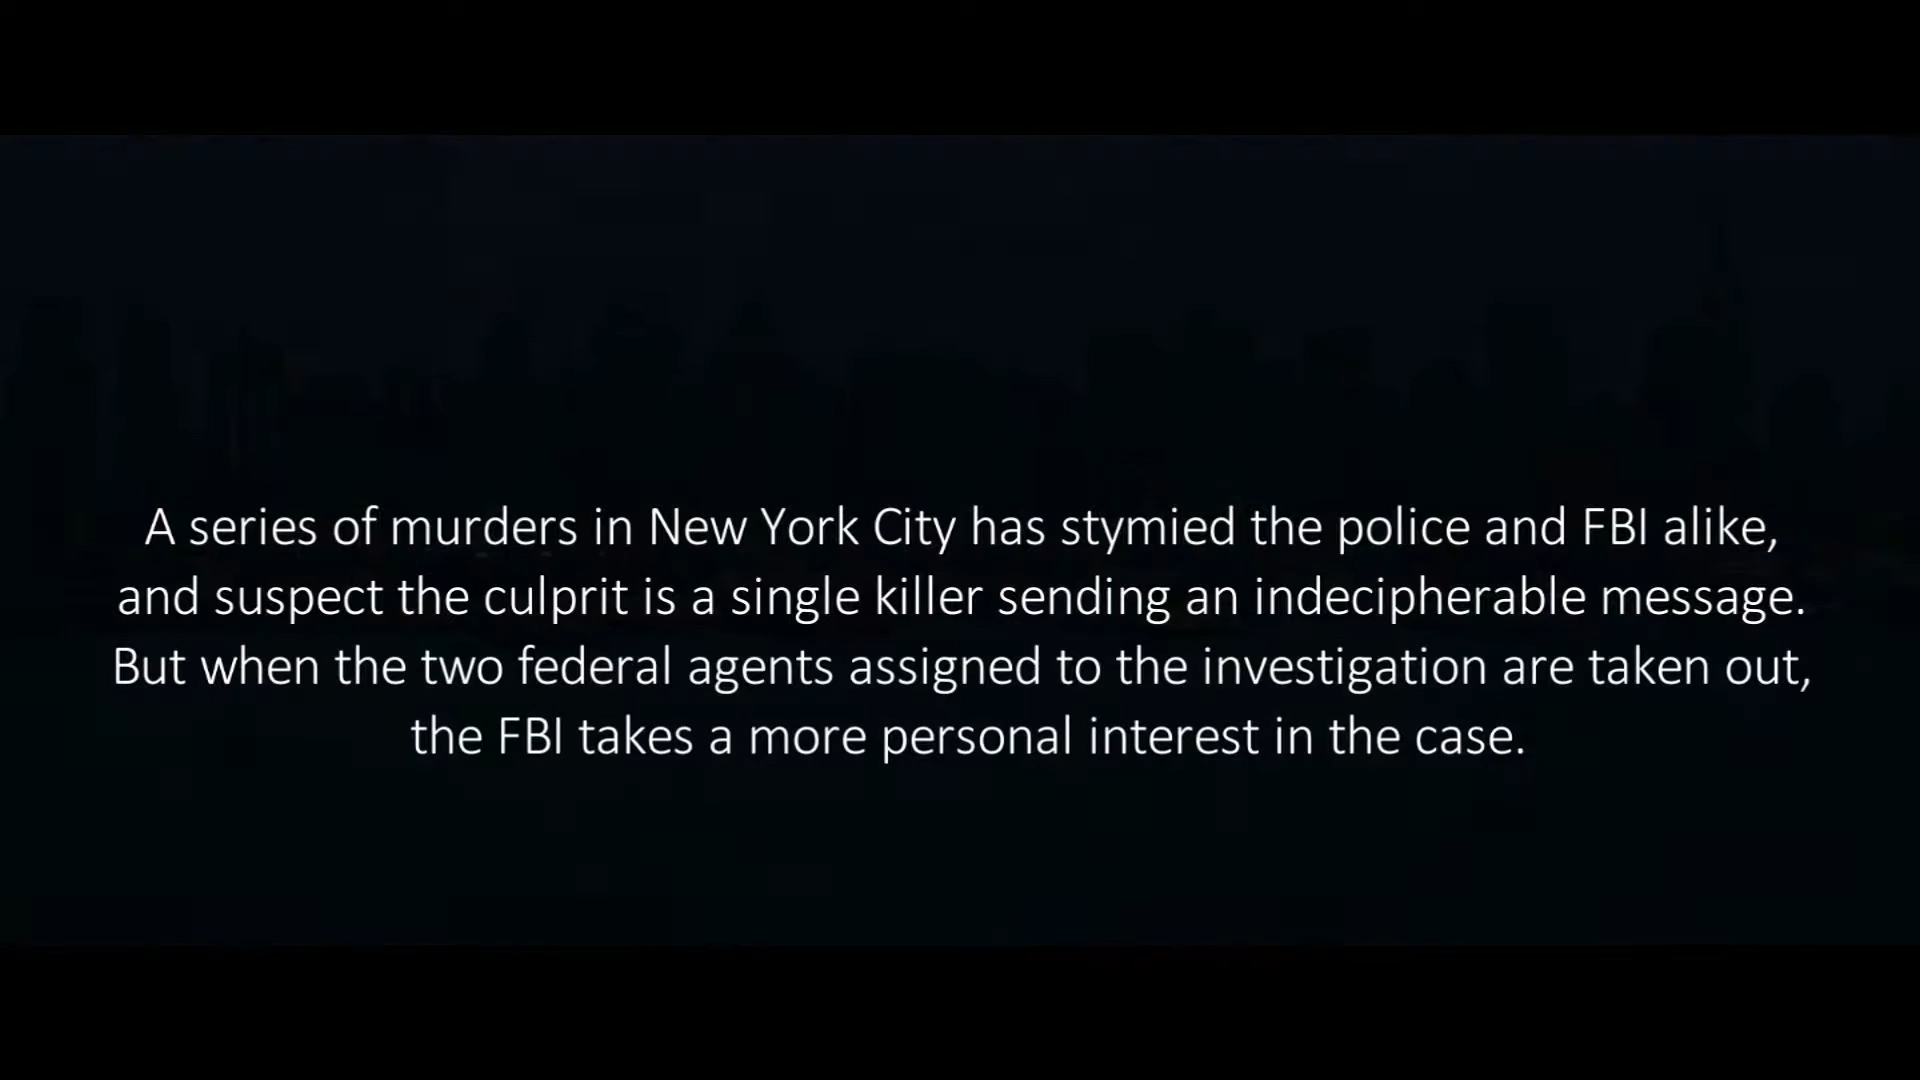 A series of murders in New York City has stymied the police and FBI alike,
and suspect the culprit is a single killer sending an indecipherable message.
But when the two federal agents assigned to the investigation are taken out,
the FBI takes a more personal interest in the case.